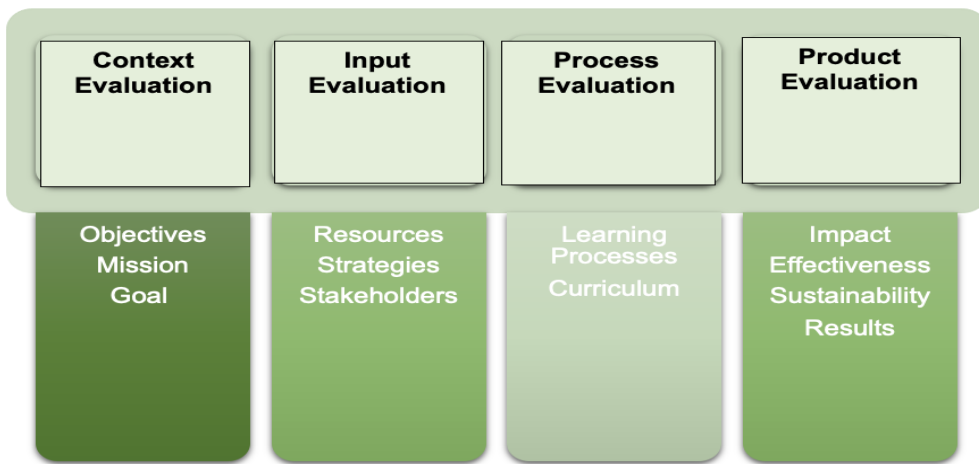 Context
Evaluation
Input
Evaluation
Process
Evaluation
Product
Evaluation
Objectives
Mission
Goal
Resources
Strategies
Stakeholders
Learning
Processes
Curriculum
Impact
Effectiveness
Sustainability
Results